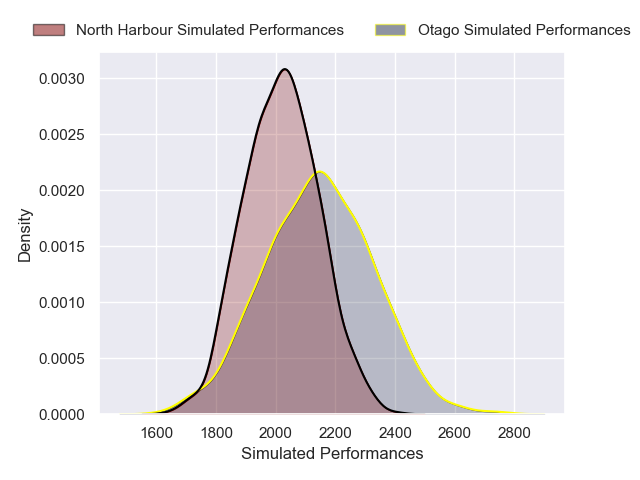 North Harbour Simulated Performances
Otago Simulated Performances
0.0030
0.0025
0.0020
0.0015
0.0010
0.0005
0.0000
Density
1600 1800 2000 2200 2400 2600 2800
Simulated Performances